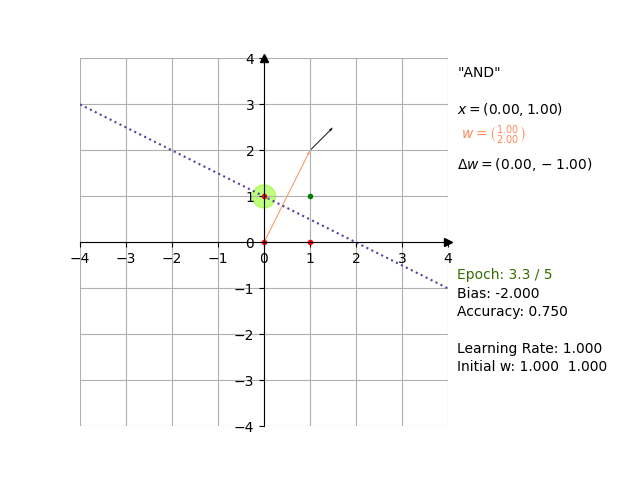 "AND"
x = (0.00, 1.00)
w = (1.00
2.00)
Δw = (0.00, − 1.00)
4
3
2
1
0
−4 −3 −2 −1 0 1 2 3 4
−1
−2
−3
−4
Epoch: 3.3 / 5
Bias: -2.000
Accuracy: 0.750
Learning Rate: 1.000
Initial w: 1.000  1.000